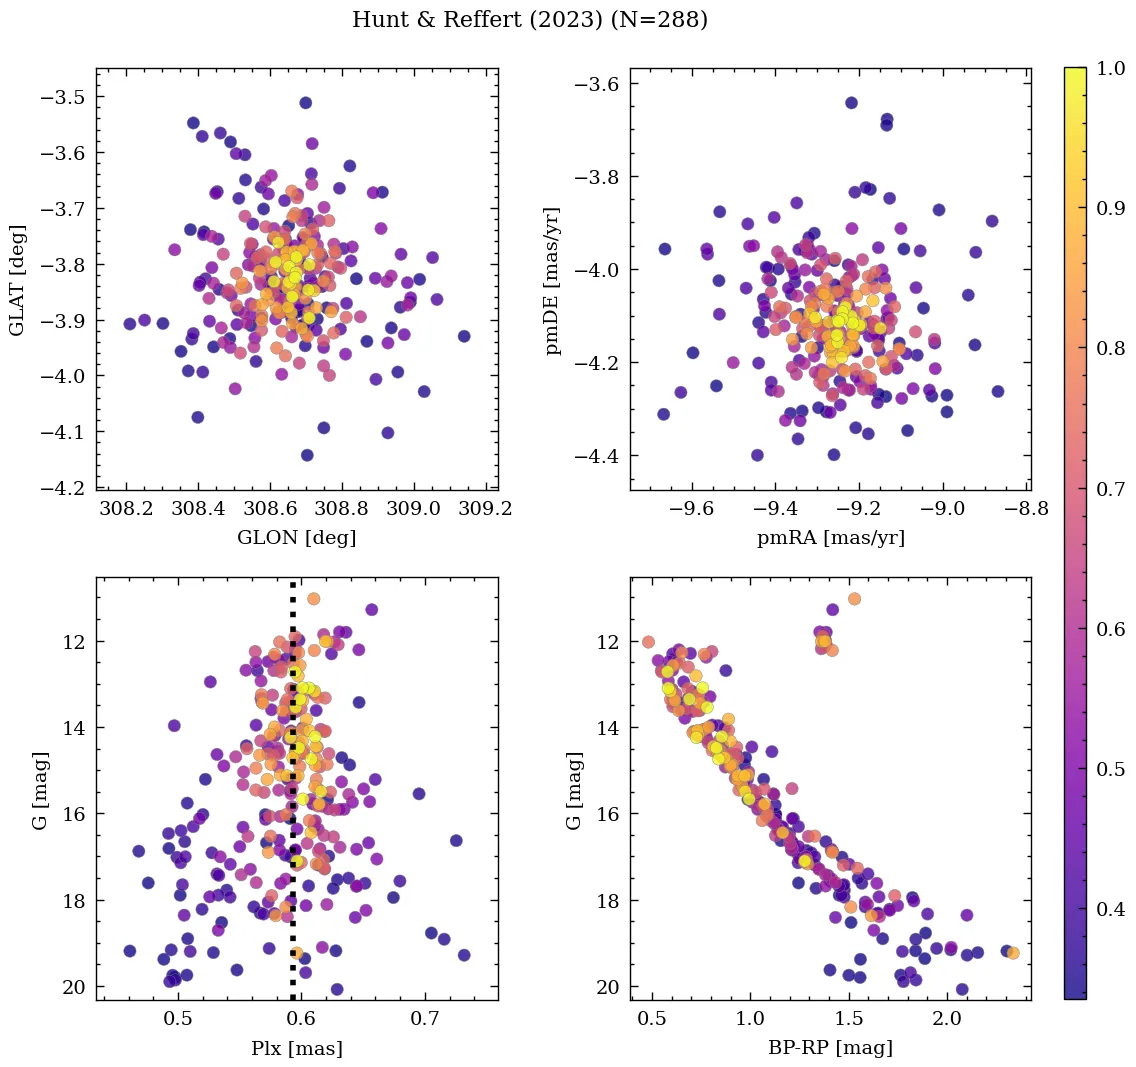 Hunt & Reffert (2023) (N=288)
−3.5
−3.6
−3.7
−3.8
−3.9
−4.0
−4.1
−4.2
GLAT [deg]
308.2 308.4 308.6 308.8 309.0 309.2
GLON [deg]
−3.6
−3.8
−4.0
−4.2
−4.4
pmDE [mas/yr]
−9.6 −9.4 −9.2 −9.0 −8.8
pmRA [mas/yr]
1.0
0.9
0.8
0.7
0.6
0.5
0.4
12
14
16
18
20
G [mag]
0.5 0.6 0.7
Plx [mas]
12
14
16
18
20
G [mag]
0.5 1.0 1.5 2.0
BP-RP [mag]